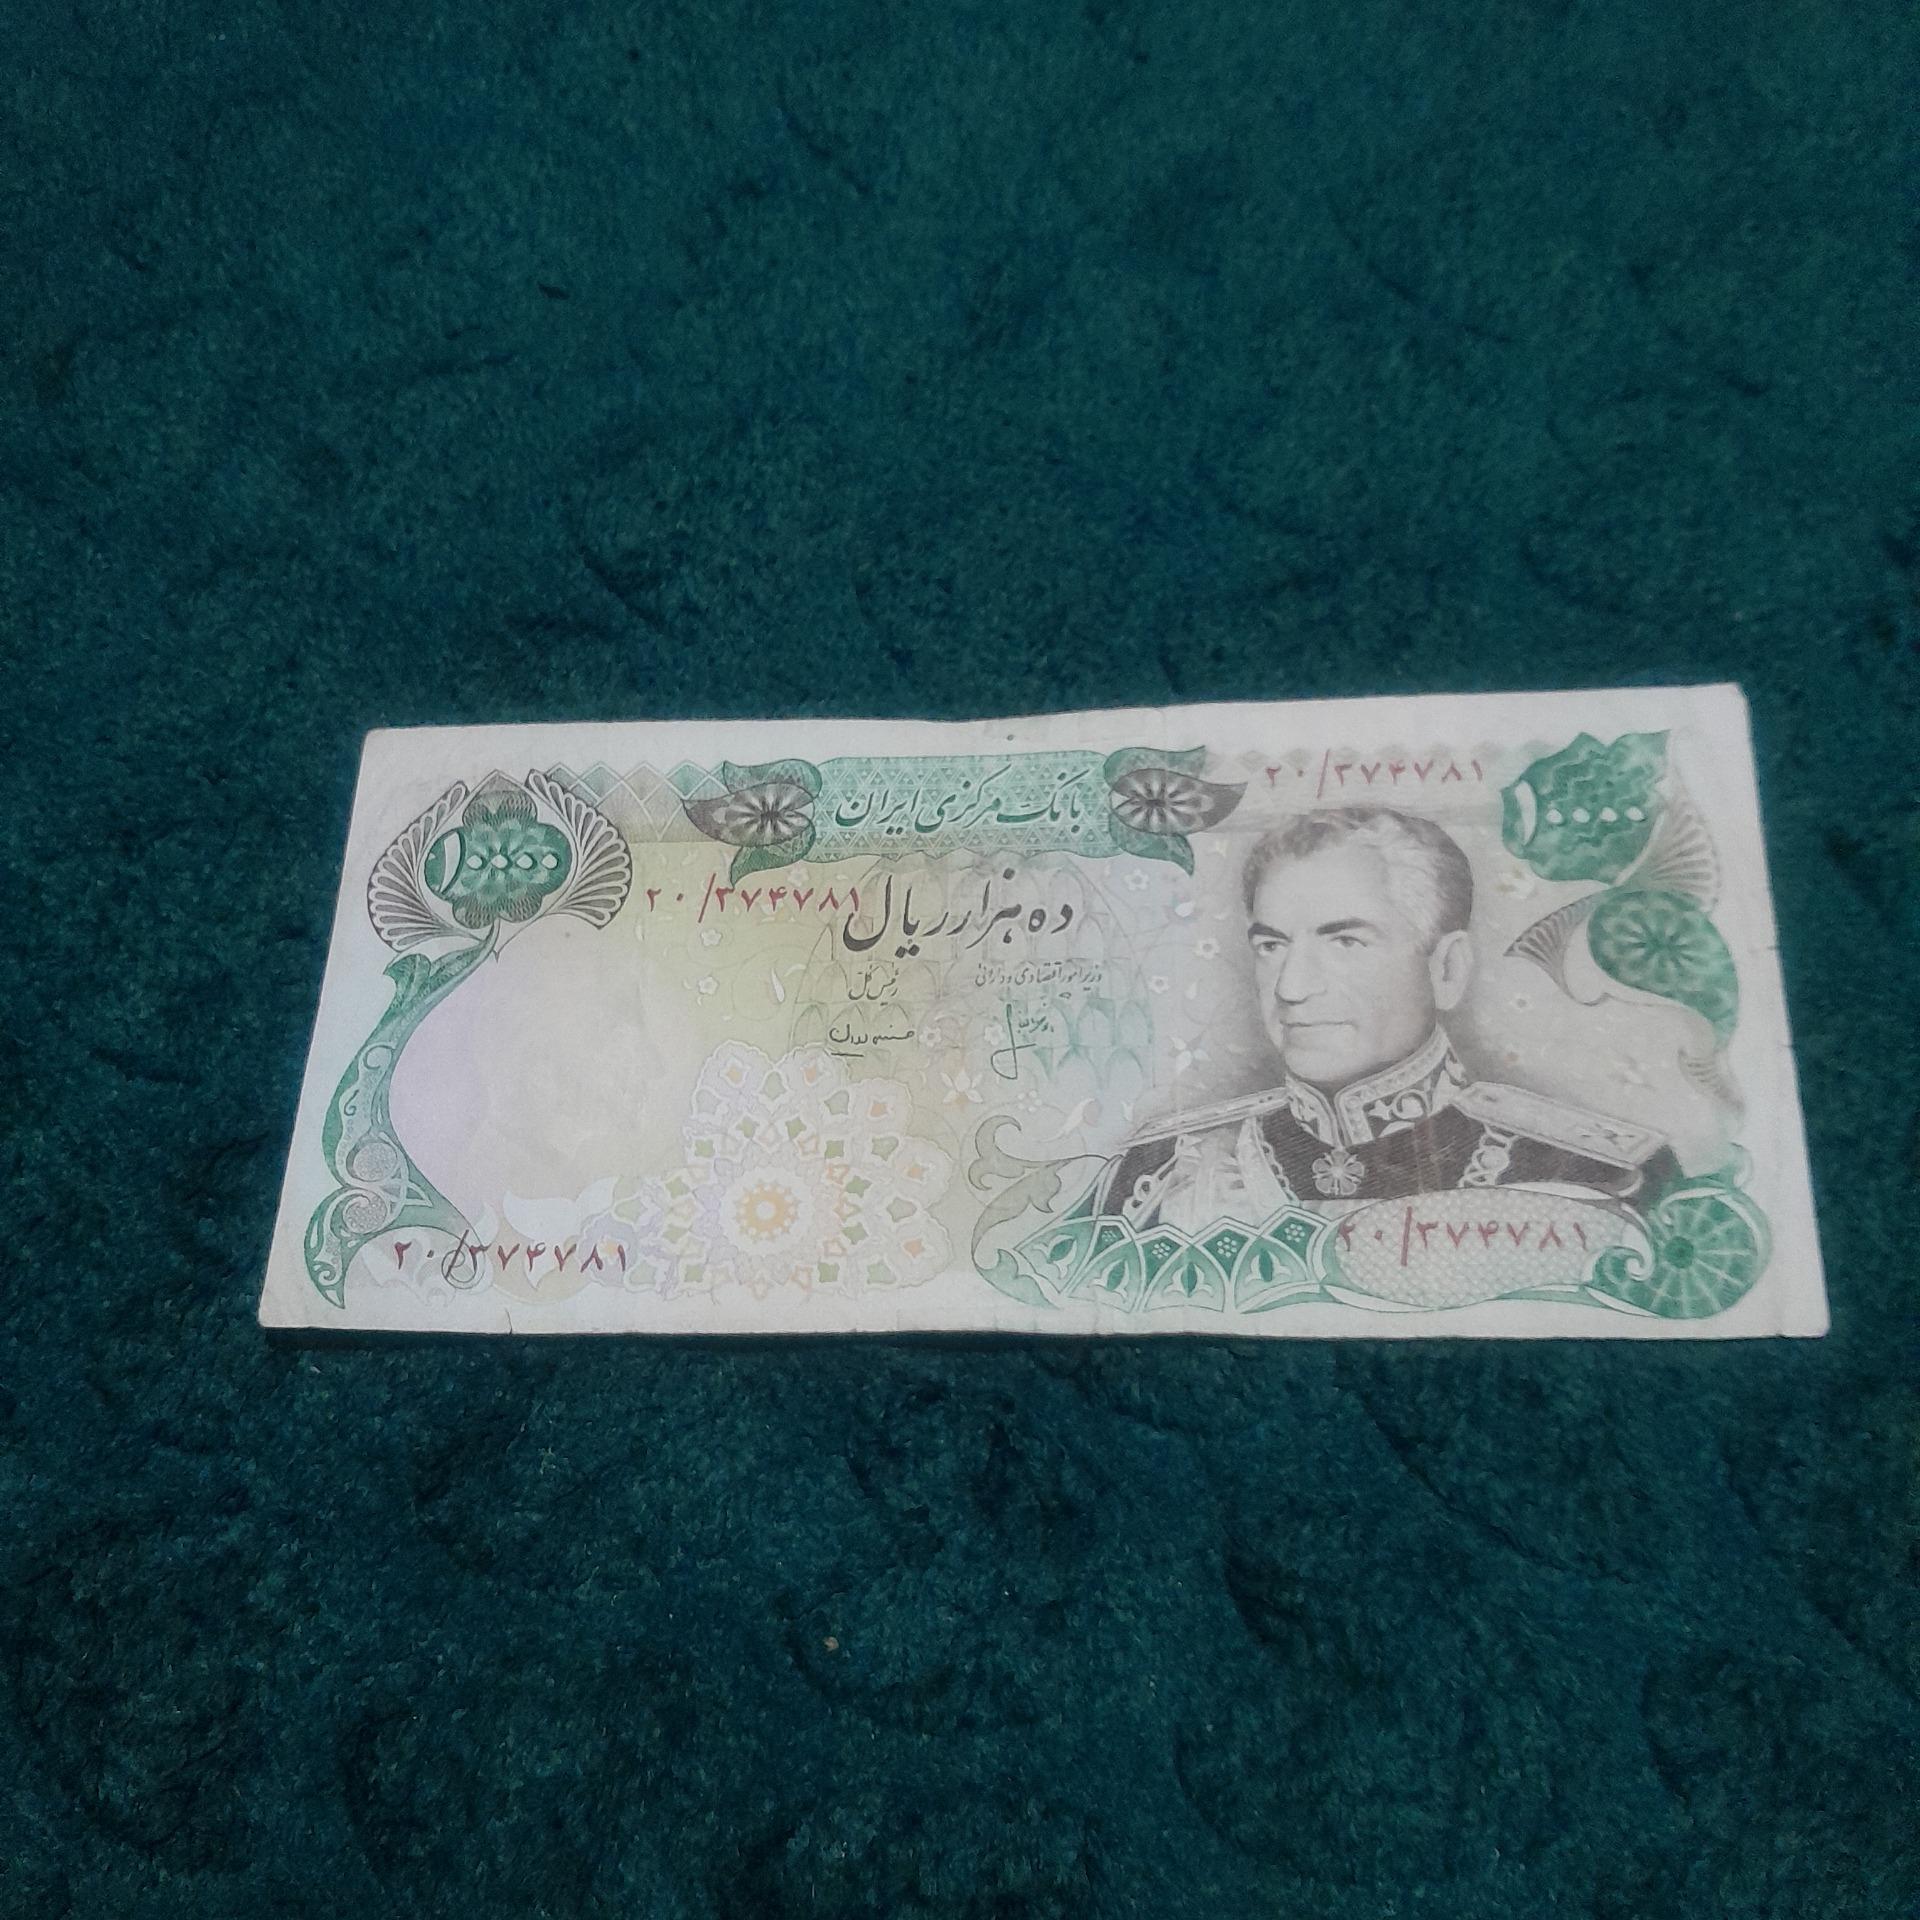 بانک مرکزی ایران
۲۰/۳۷۴۷۸۱
۱۰۰۰۰
۱۰۰۰۰
۲۰/۳۷۴۷۸۱
ده هزار ریال
وزیر امور اقتصادی و دارائی
رئیس کل
۲۰/۳۷۴۷۸۱
۲۰/۳۷۴۷۸۱